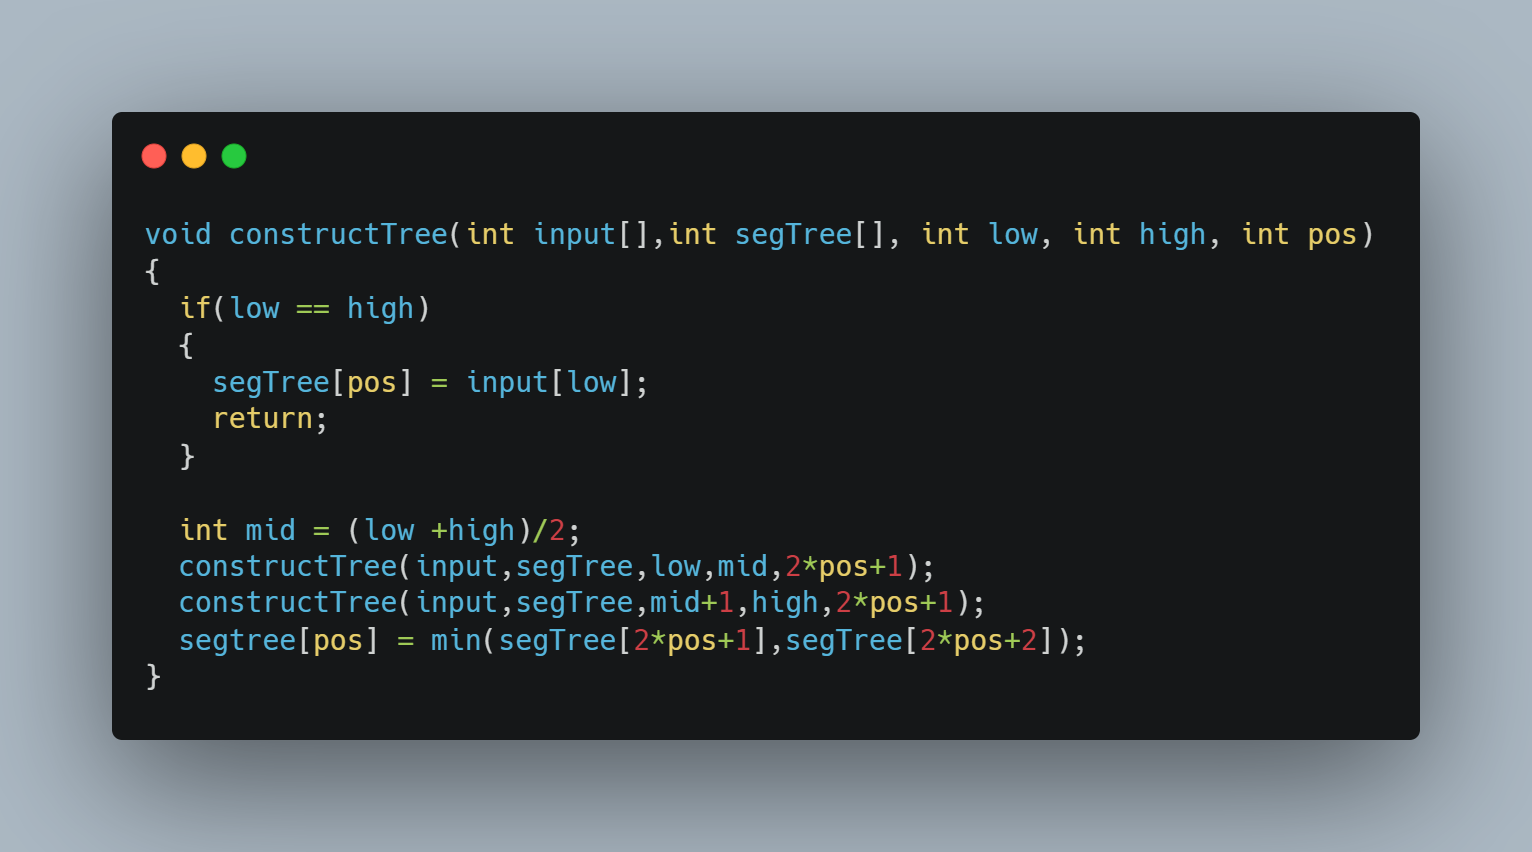 void constructTree(int input[],int segTree[], int low, int high, int pos)
{
  if(low == high)
  {
    segTree[pos] = input[low];
    return;
  }

  int mid = (low +high)/2;
  constructTree(input,segTree,low,mid,2*pos+1);
  constructTree(input,segTree,mid+1,high,2*pos+1);
  segtree[pos] = min(segTree[2*pos+1],segTree[2*pos+2]);
}